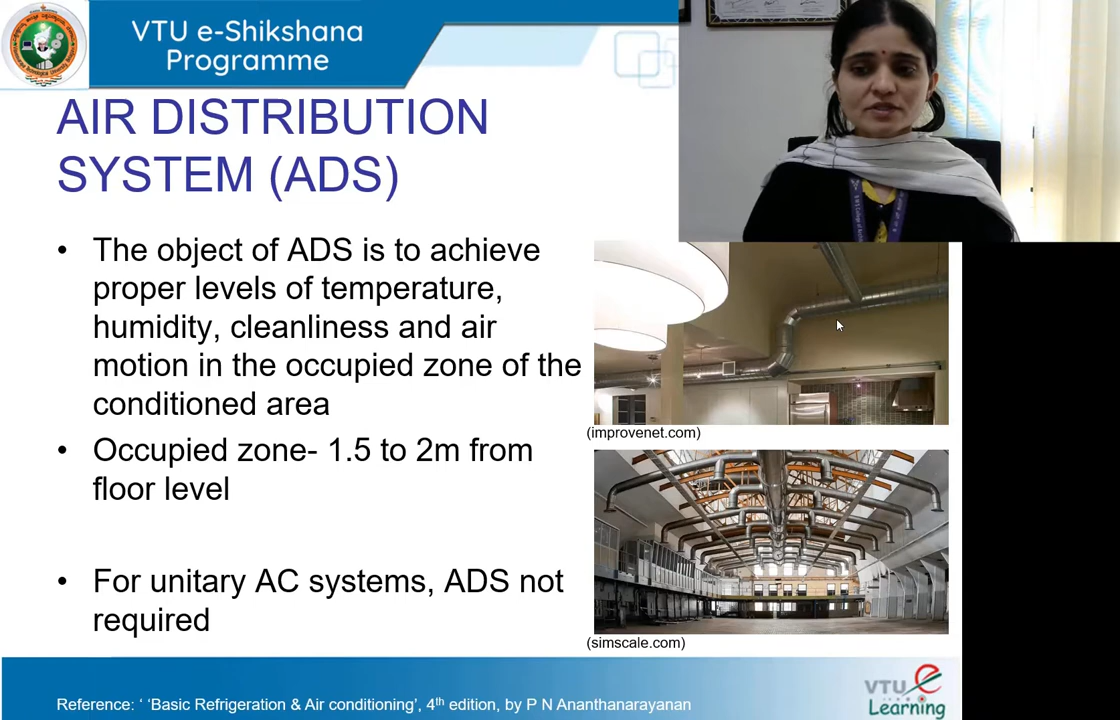 VTU e-Shikshana
Programme
AIR DISTRIBUTION
SYSTEM (ADS)
• The object of ADS is to achieve
proper levels of temperature,
humidity, cleanliness and air
motion in the occupied zone of the
conditioned area
• Occupied zone- 1.5 to 2m from
floor level
• For unitary AC systems, ADS not
required
(improvenet.com)
(simscale.com)
Reference: ‘ ‘Basic Refrigeration & Air conditioning’, 4th edition, by P N Ananthanarayanan
VTU e
Learning